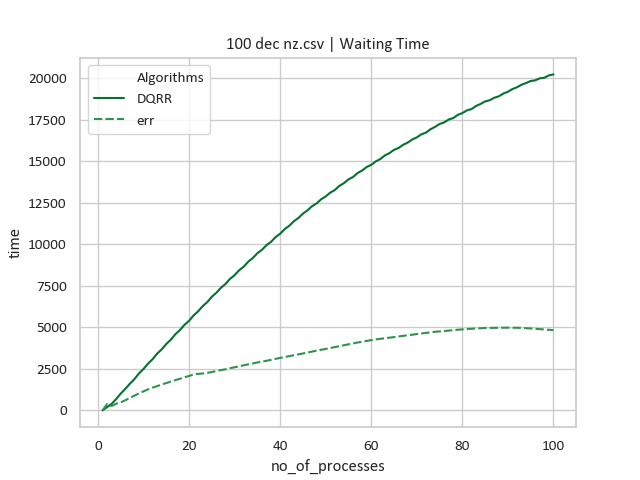 100 dec nz.csv | Waiting Time
Algorithms
DQRR
err
time
20000
17500
15000
12500
10000
7500
5000
2500
0
0 20 40 60 80 100
no_of_processes